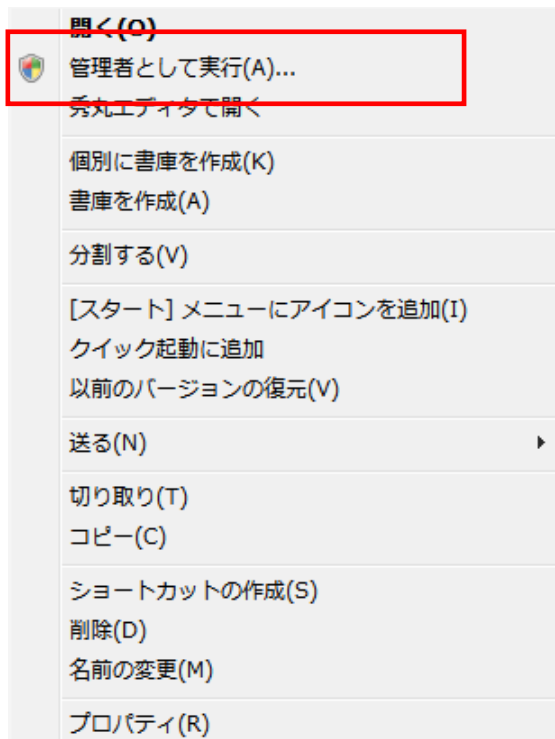 開く(O)
管理者として実行(A)...
秀丸エディタで開く
個別に書庫を作成(K)
書庫を作成(A)
分割する(V)
[スタート] メニューにアイコンを追加(I)
クイック起動に追加
以前のバージョンの復元(V)
送る(N)
切り取り(T)
コピー(C)
ショートカットの作成(S)
削除(D)
名前の変更(M)
プロパティ(R)